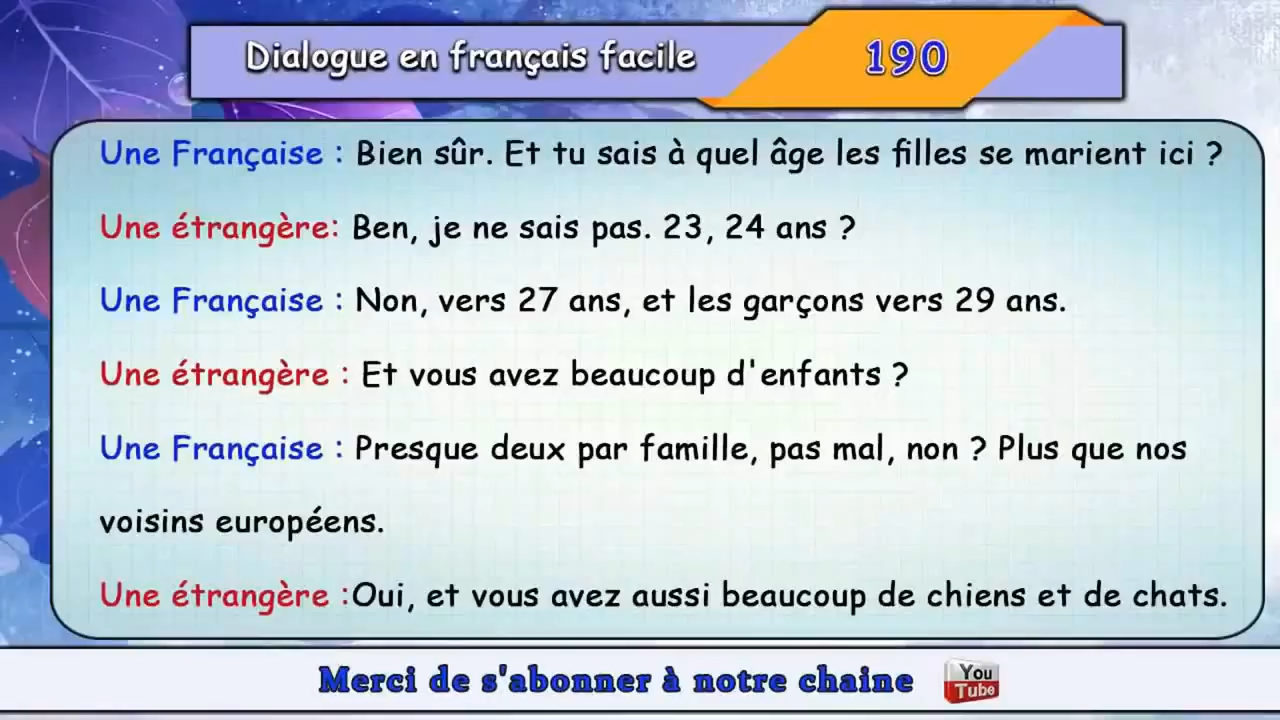 Dialogue en français facile 190
Une Française : Bien sûr. Et tu sais à quel âge les filles se marient ici ?
Une étrangère: Ben, je ne sais pas. 23, 24 ans ?
Une Française : Non, vers 27 ans, et les garçons vers 29 ans.
Une étrangère : Et vous avez beaucoup d'enfants ?
Une Française : Presque deux par famille, pas mal, non ? Plus que nos
voisins européens.
Une étrangère :Oui, et vous avez aussi beaucoup de chiens et de chats.
Merci de s'abonner à notre chaine
You
Tube